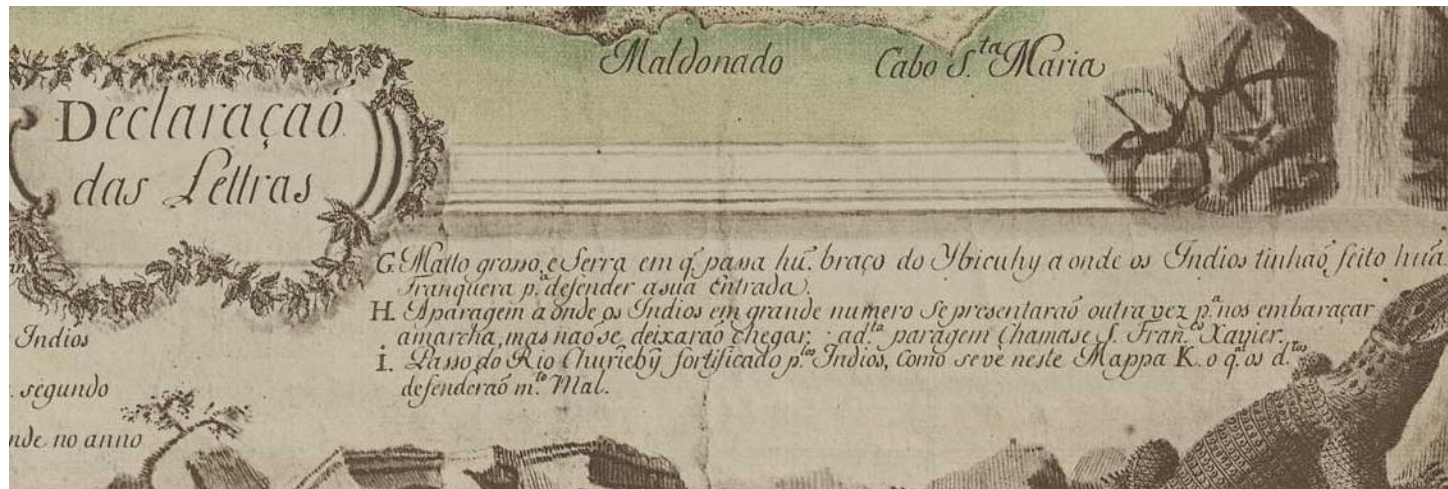 Maldonado
Cabo S.ta Maria
Declaraçaõ
das Lettras
G. Matto grosso, e Serra em q̃ passa hũ braço do Ybicuhy a onde os Indios tinhaõ feito huã
Tranquera p.ª defender a sua entrada.
H. A paragem a onde os Indios em grande numero se presentaraõ outra vez p.ª nos embaraçar
a marcha, mas naõ se deixaraõ chegar; a d.ta paragem Chamase S. Fran.co Xavier.
I. Passo do Rio Churieby fortificado p.los Indios, Como se vê neste Mappa K. o q.al os d.tos
defenderaõ m.to Mal.
Indios
segundo
nde no anno